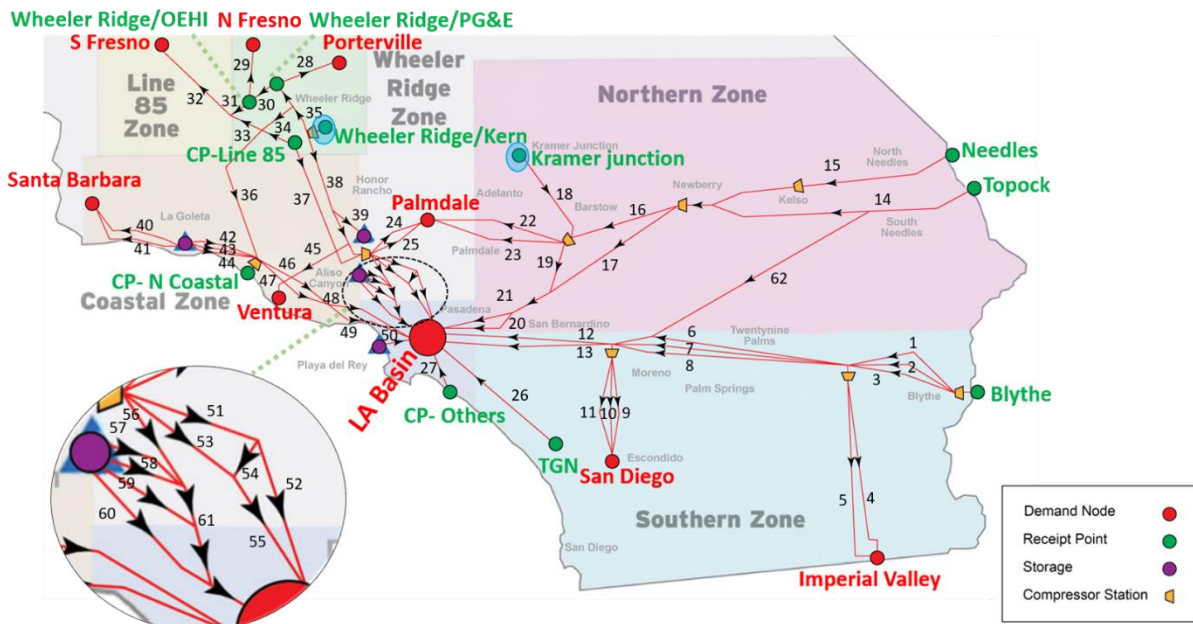 Wheeler Ridge/OEHI N Fresno Wheeler Ridge/PG&E
S Fresno
Porterville
29
28
Wheeler
Ridge
Zone
Line
85
Zone
32
31
30
Wheeler Ridge
35
34
33
Wheeler Ridge/Kern
CP-Line 85
Northern Zone
Kramer Junction
Kramer junction
Needles
North
Needles
15
Topock
Santa Barbara
36
37
38
Honor
Rancho
Palmdale
Adelanto
18
Barstow
Newberry
Kelso
14
South
Needles
La Goleta
40
41
42
43
44
39
24
25
22
23
Palmdale
16
19
17
45
46
Aliso
Canyon
62
CP- N Coastal
47
Coastal Zone
Ventura
48
49
50
Pasadena
21
20
San Bernardino
Playa del Rey
LA Basin
27
12
13
6
7
8
Twentynine
Palms
Moreno
Palm Springs
1
2
3
Blythe
Blythe
CP- Others
26
TGN
11
10
9
Escondido
San Diego
5
4
Southern Zone
San Diego
Imperial Valley
56
57
51
53
58
59
54
52
60
61
55
Demand Node
Receipt Point
Storage
Compressor Station